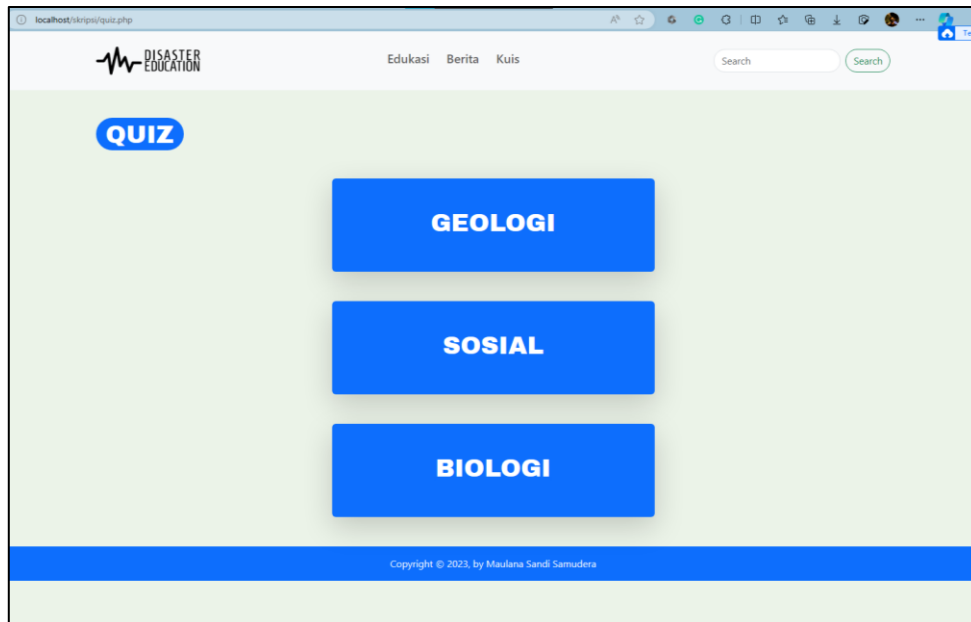 localhost/skripsi/quiz.php
DISASTER
EDUCATION
Edukasi Berita Kuis
Search Search
QUIZ
GEOLOGI
SOSIAL
BIOLOGI
Copyright © 2023, by Maulana Sandi Samudera